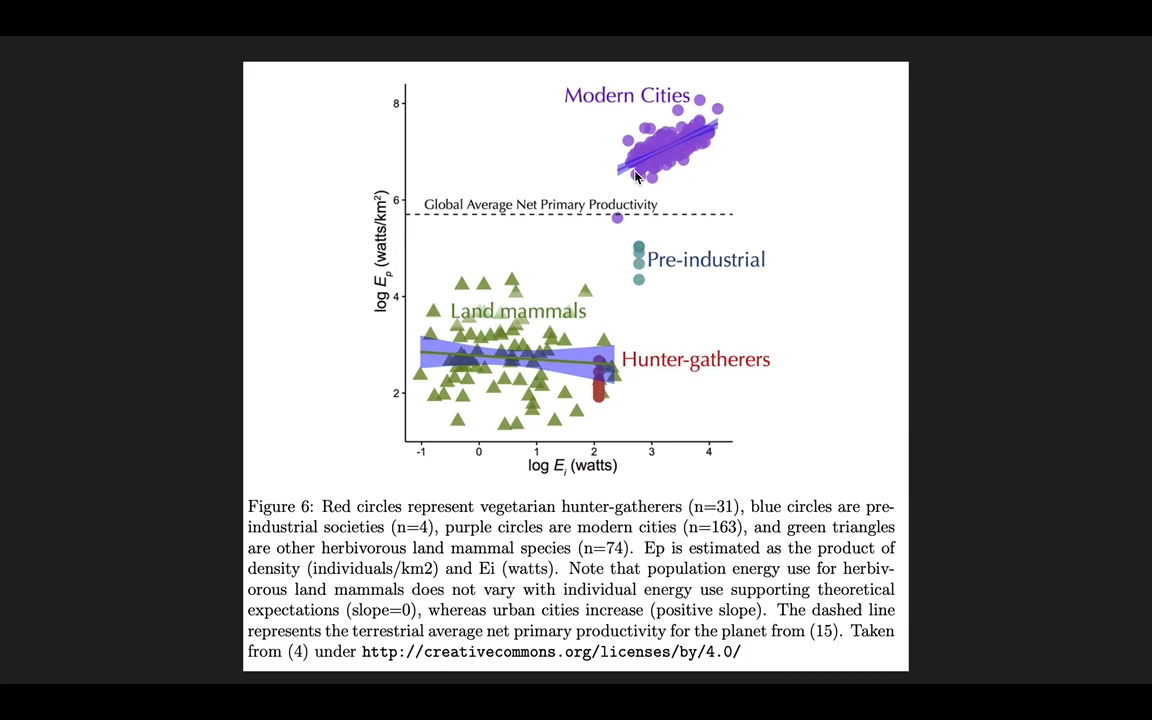 Modern Cities
8
6
Global Average Net Primary Productivity
log Ep (watts/km²)
Pre-industrial
4
Land mammals
Hunter-gatherers
2
-1 0 1 2 3 4
log Ei (watts)
Figure 6: Red circles represent vegetarian hunter-gatherers (n=31), blue circles are pre-
industrial societies (n=4), purple circles are modern cities (n=163), and green triangles
are other herbivorous land mammal species (n=74). Ep is estimated as the product of
density (individuals/km2) and Ei (watts). Note that population energy use for herbiv-
orous land mammals does not vary with individual energy use supporting theoretical
expectations (slope=0), whereas urban cities increase (positive slope). The dashed line
represents the terrestrial average net primary productivity for the planet from (15). Taken
from (4) under http://creativecommons.org/licenses/by/4.0/